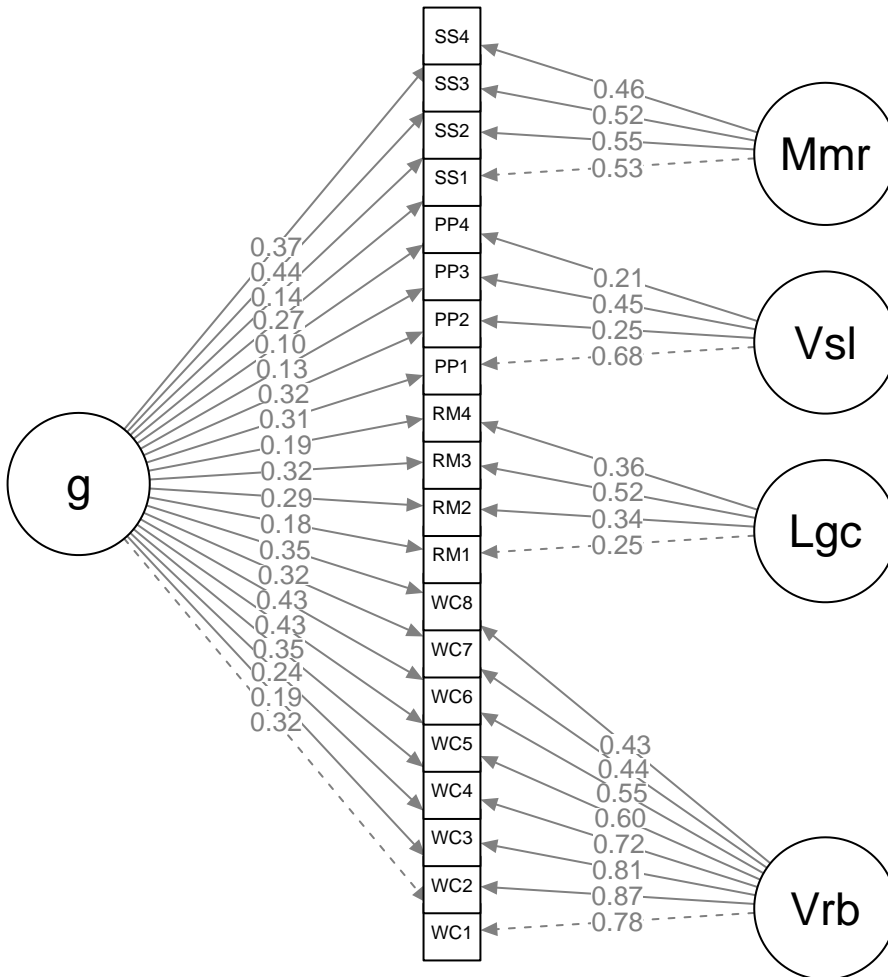 SS4
SS3
SS2
SS1
PP4
PP3
PP2
PP1
RM4
RM3
RM2
RM1
WC8
WC7
WC6
WC5
WC4
WC3
WC2
WC1
g
0.37
0.44
0.14
0.27
0.10
0.13
0.32
0.31
0.19
0.32
0.29
0.18
0.35
0.32
0.43
0.43
0.35
0.24
0.19
0.32
0.46
0.52
0.55
0.53
Mmr
0.21
0.45
0.25
0.68
Vsl
0.36
0.52
0.34
0.25
Lgc
0.43
0.44
0.55
0.60
0.72
0.81
0.87
0.78
Vrb